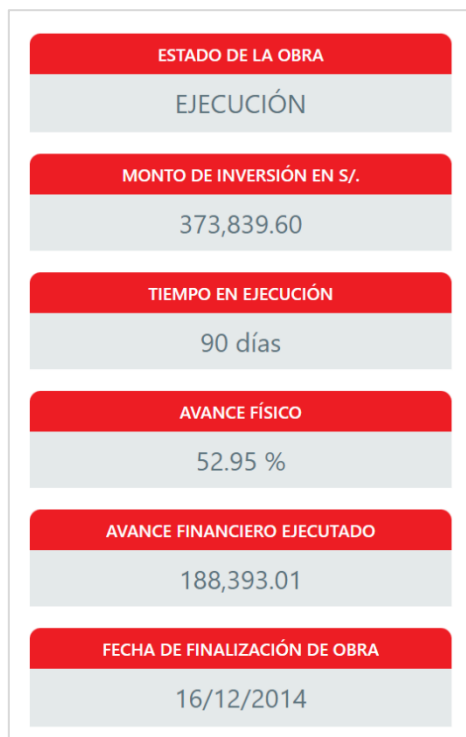 ESTADO DE LA OBRA
EJECUCIÓN
MONTO DE INVERSIÓN EN S/.
373,839.60
TIEMPO EN EJECUCIÓN
90 días
AVANCE FÍSICO
52.95 %
AVANCE FINANCIERO EJECUTADO
188,393.01
FECHA DE FINALIZACIÓN DE OBRA
16/12/2014